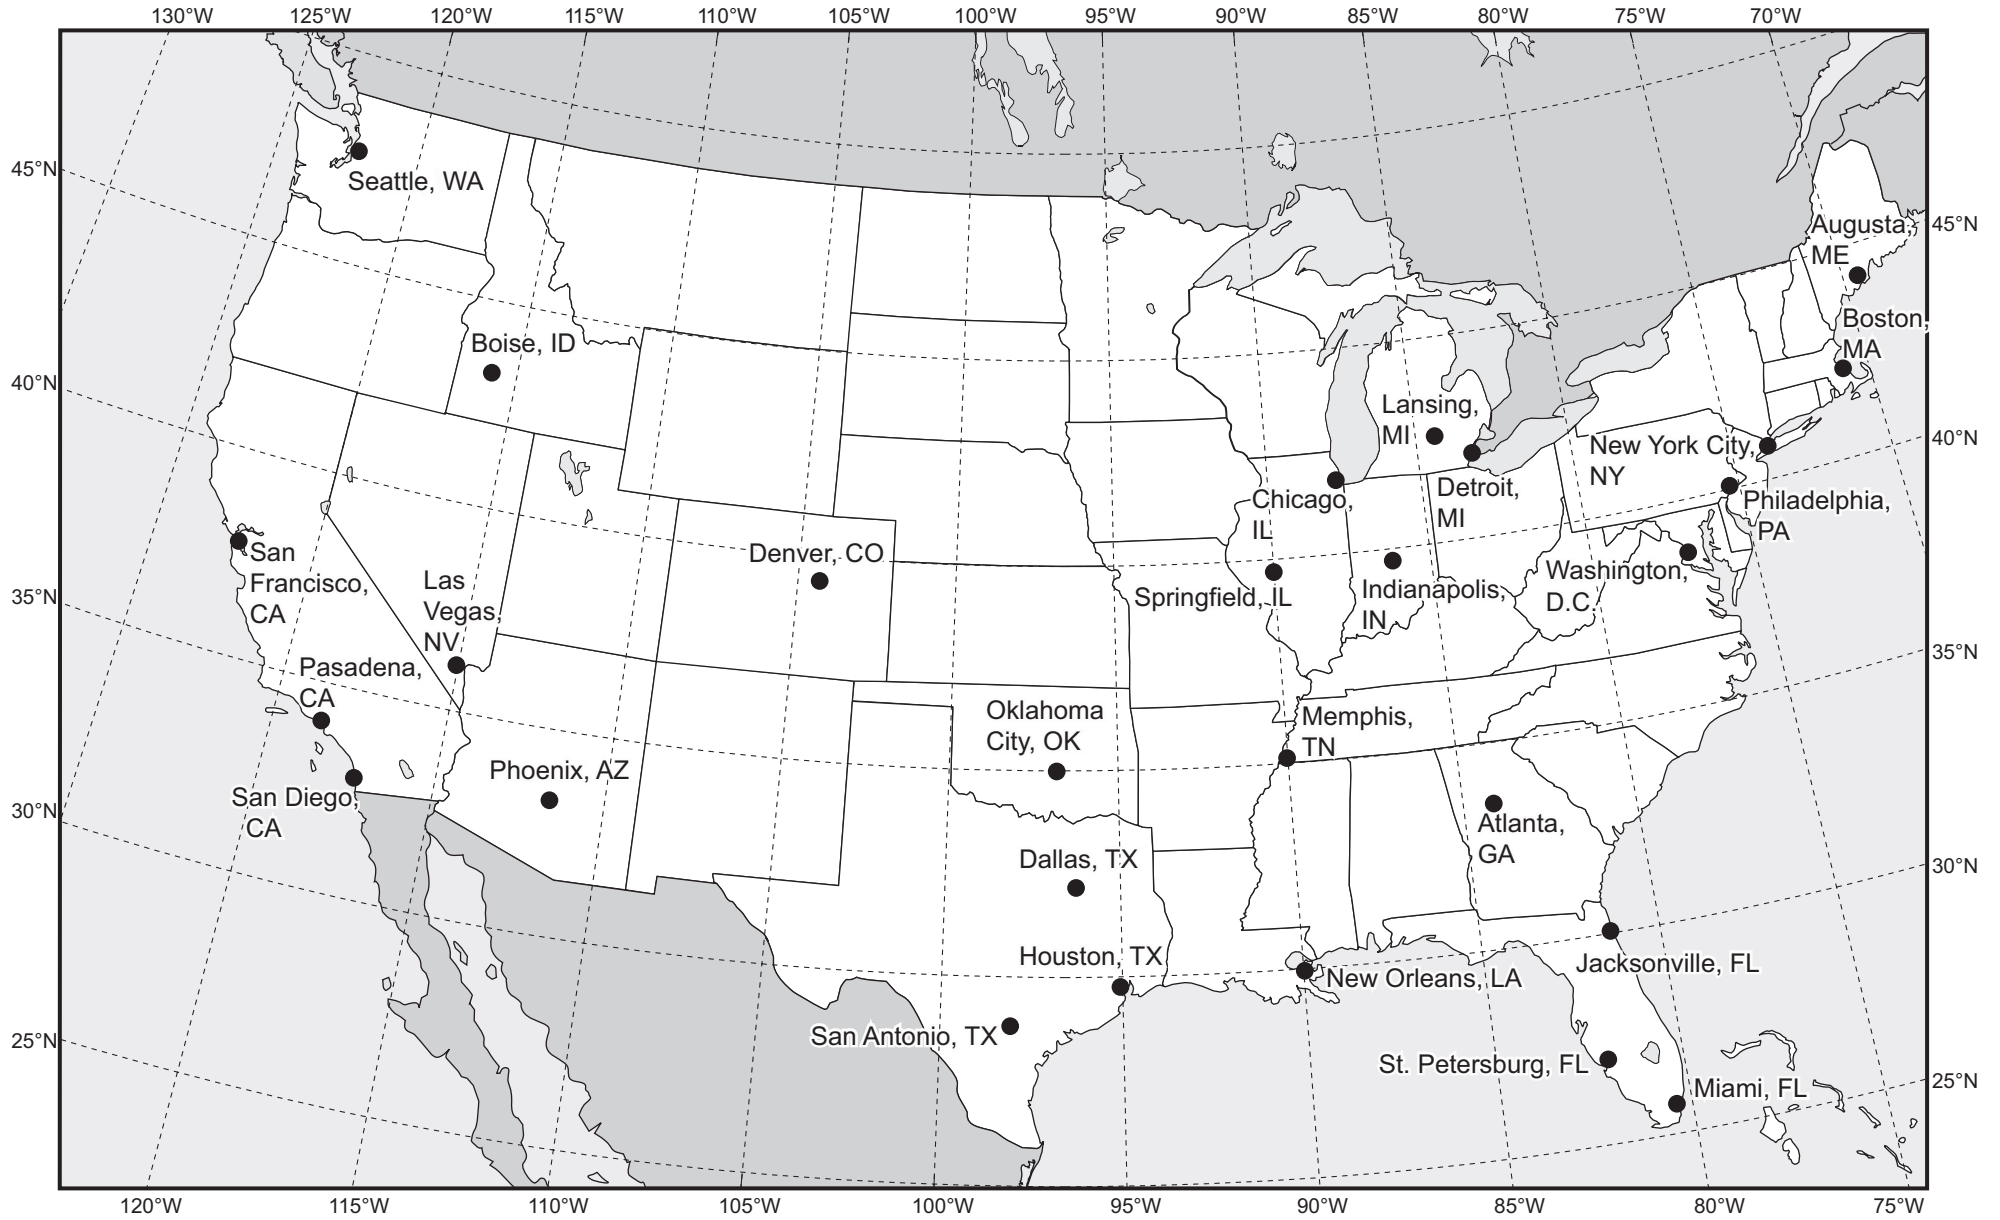 130°W 125°W 120°W 115°W 110°W 105°W 100°W 95°W 90°W 85°W 80°W 75°W 70°W
45°N
Seattle, WA
45°N
Augusta,
ME
Boston,
MA
Boise, ID
40°N
Lansing,
MI
40°N
New York City,
NY
Detroit,
MI
Chicago,
IL
Philadelphia,
PA
San
Francisco,
CA
Denver, CO
Las
Vegas,
NV
Springfield, IL
Indianapolis,
IN
Washington,
D.C.
35°N
35°N
Pasadena,
CA
Oklahoma
City, OK
Memphis,
TN
Phoenix, AZ
San Diego,
CA
30°N
Atlanta,
GA
30°N
Dallas, TX
Houston, TX
New Orleans, LA
Jacksonville, FL
San Antonio, TX
25°N
St. Petersburg, FL
Miami, FL
25°N
120°W 115°W 110°W 105°W 100°W 95°W 90°W 85°W 80°W 75°W